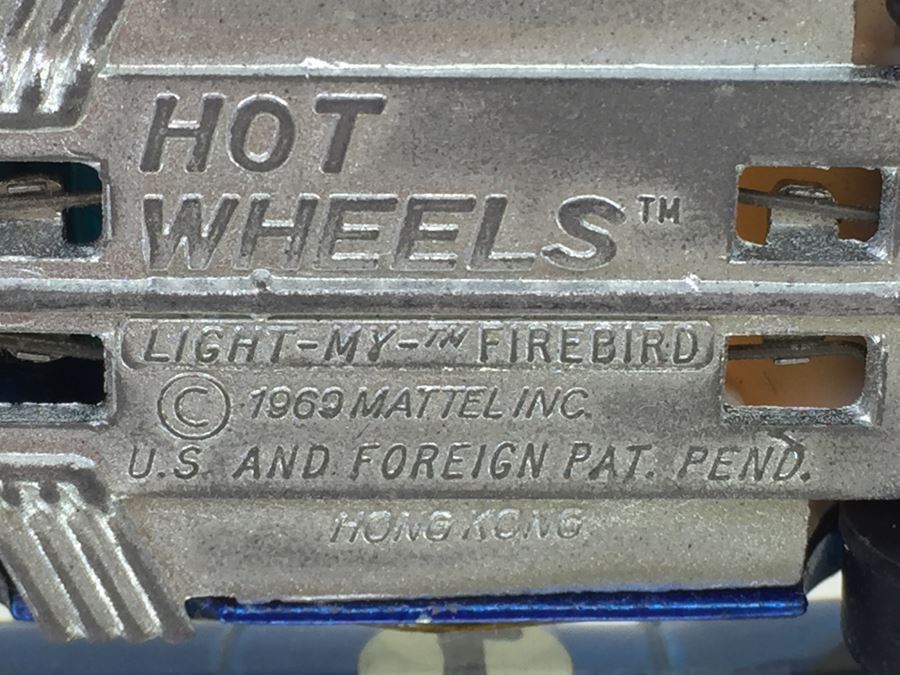 HOT
WHEELS™
LIGHT-MY-TM FIREBIRD
© 1969 MATTEL INC.
U.S. AND FOREIGN PAT. PEND.
HONG KONG